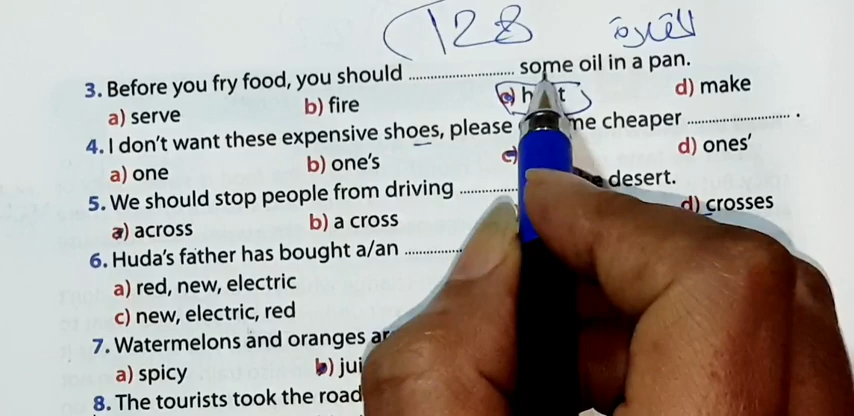 128
3. Before you fry food, you should .................... some oil in a pan.
a) serve b) fire c) d) make
4. I don't want these expensive shoes, please me cheaper .................... .
a) one b) one's c) d) ones'
5. We should stop people from driving .................... desert.
a) across b) a cross d) crosses
6. Huda's father has bought a/an ....................
a) red, new, electric
c) new, electric, red
7. Watermelons and oranges
a) spicy b)
8. The tourists took the road